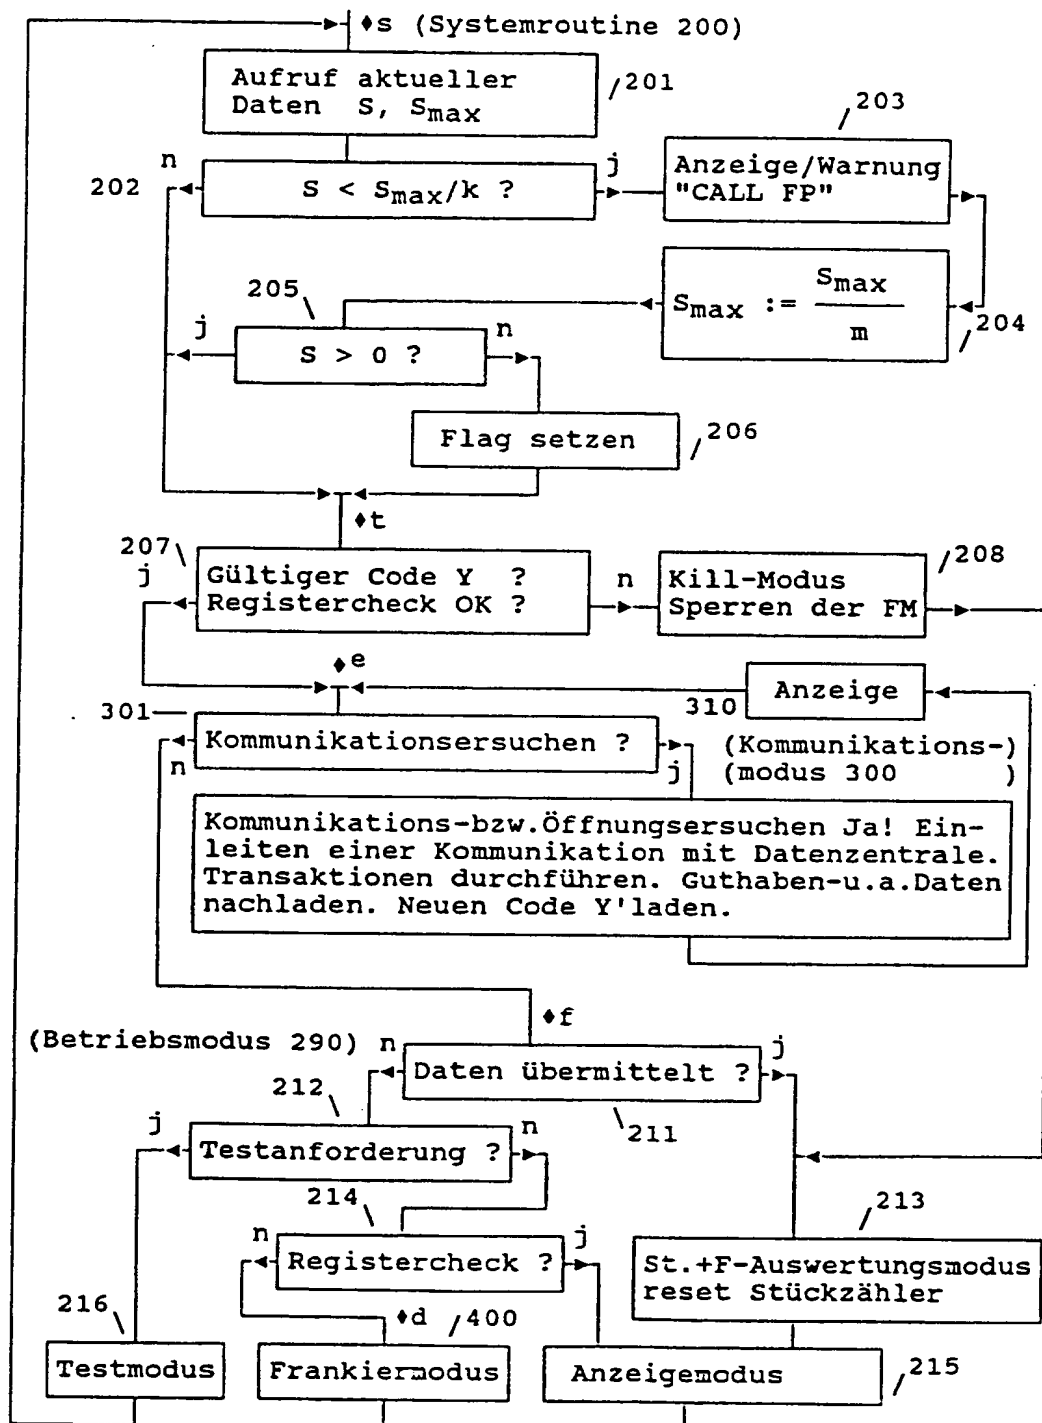 ♦s (Systemroutine 200)
Aufruf aktueller
Daten S, Smax
201
203
n
j
202
S < Smax/k ?
Anzeige/Warnung
"CALL FP"
205
Smax := Smax
m
204
j
n
S > 0 ?
Flag setzen
206
♦t
207
j
Gültiger Code Y ?
Registercheck OK ?
n
Kill-Modus
Sperren der FM
208
♦e
Anzeige
310
301
Kommunikationsersuchen ?
n
j
(Kommunikations-)
(modus 300 )
Kommunikations-bzw.Öffnungsersuchen Ja! Ein-
leiten einer Kommunikation mit Datenzentrale.
Transaktionen durchführen. Guthaben-u.a.Daten
nachladen. Neuen Code Y'laden.
♦f
(Betriebsmodus 290)
n
j
Daten übermittelt ?
211
212
j
n
Testanforderung ?
214
213
n
j
Registercheck ?
St.+F-Auswertungsmodus
reset Stückzähler
216
♦d
400
Testmodus
Frankiermodus
Anzeigemodus
215